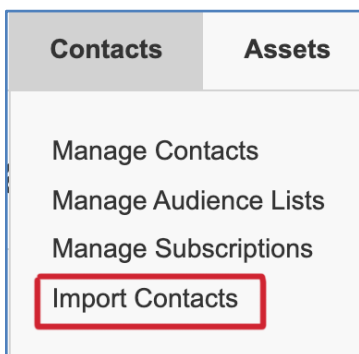 Contacts Assets
Manage Contacts
Manage Audience Lists
Manage Subscriptions
Import Contacts